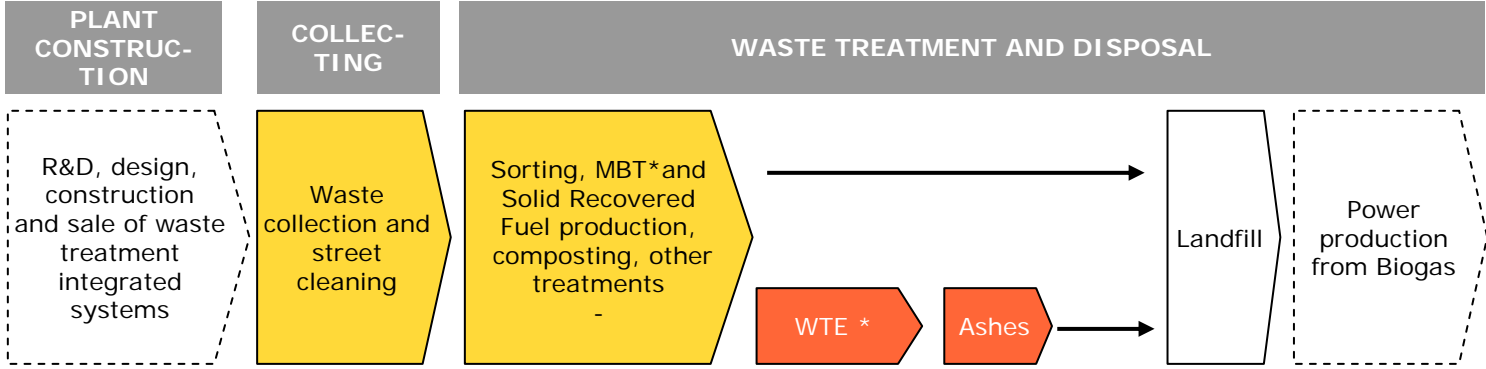 PLANT
CONSTRUC-
TION
COLLEC-
TING
WASTE TREATMENT AND DISPOSAL
R&D, design,
construction
and sale of waste
treatment
integrated
systems
Waste
collection and
street
cleaning
Sorting, MBT*and
Solid Recovered
Fuel production,
composting, other
treatments
-
WTE *
Ashes
Landfill
Power
production
from Biogas